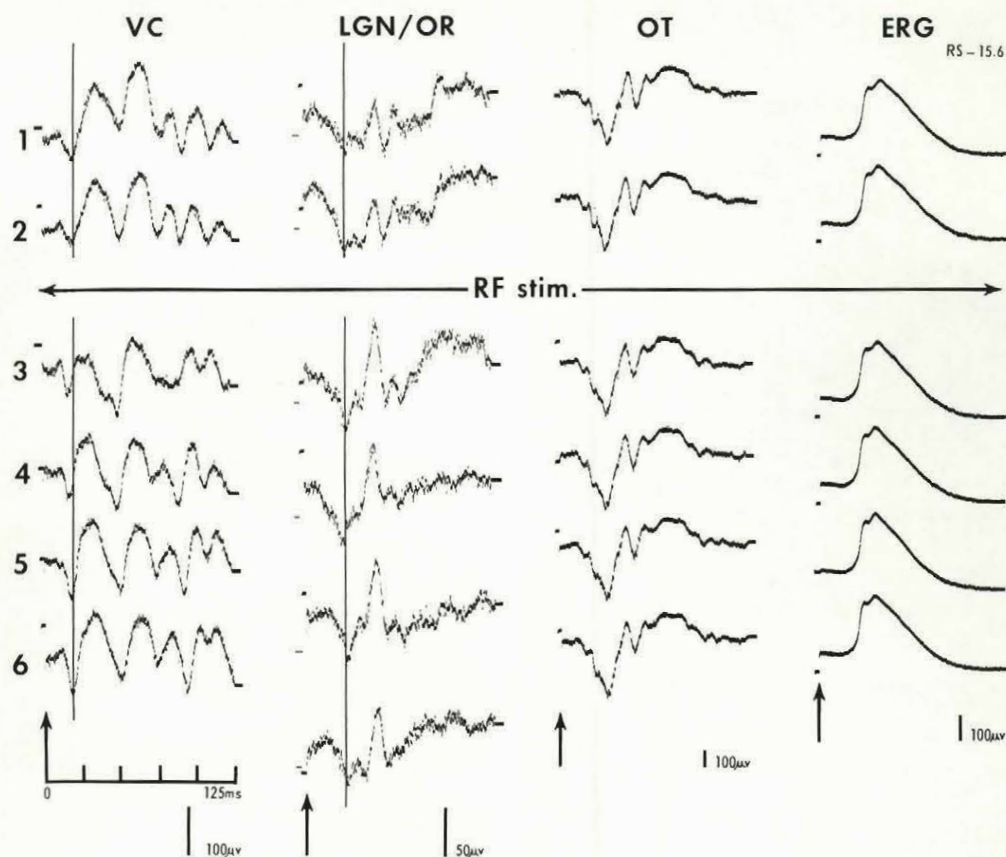 VC LGN/OR OT ERG
RS – 15.6
1
2
RF stim.
3
4
5
6
0 125ms
100μv
50μv
100μv
100μv